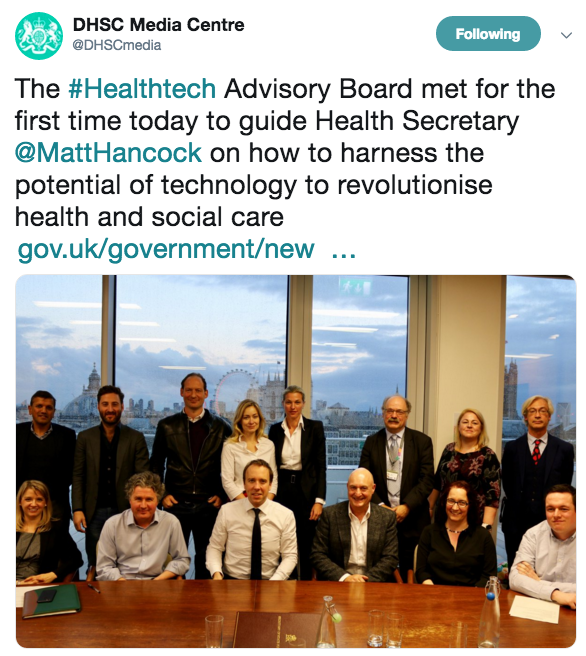 DHSC Media Centre
@DHSCmedia
Following
The #Healthtech Advisory Board met for the
first time today to guide Health Secretary
@MattHancock on how to harness the
potential of technology to revolutionise
health and social care
gov.uk/government/new ...